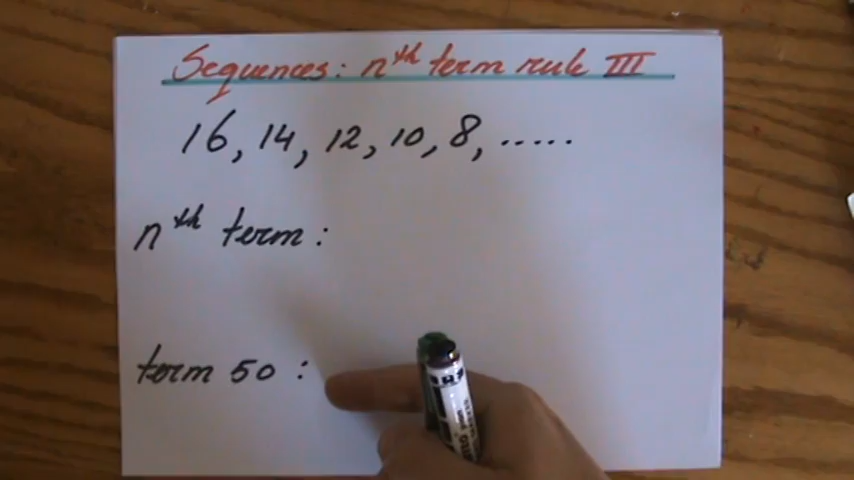 Sequences: nth term rule III
16, 14, 12, 10, 8, .....
nth term:
term 50: